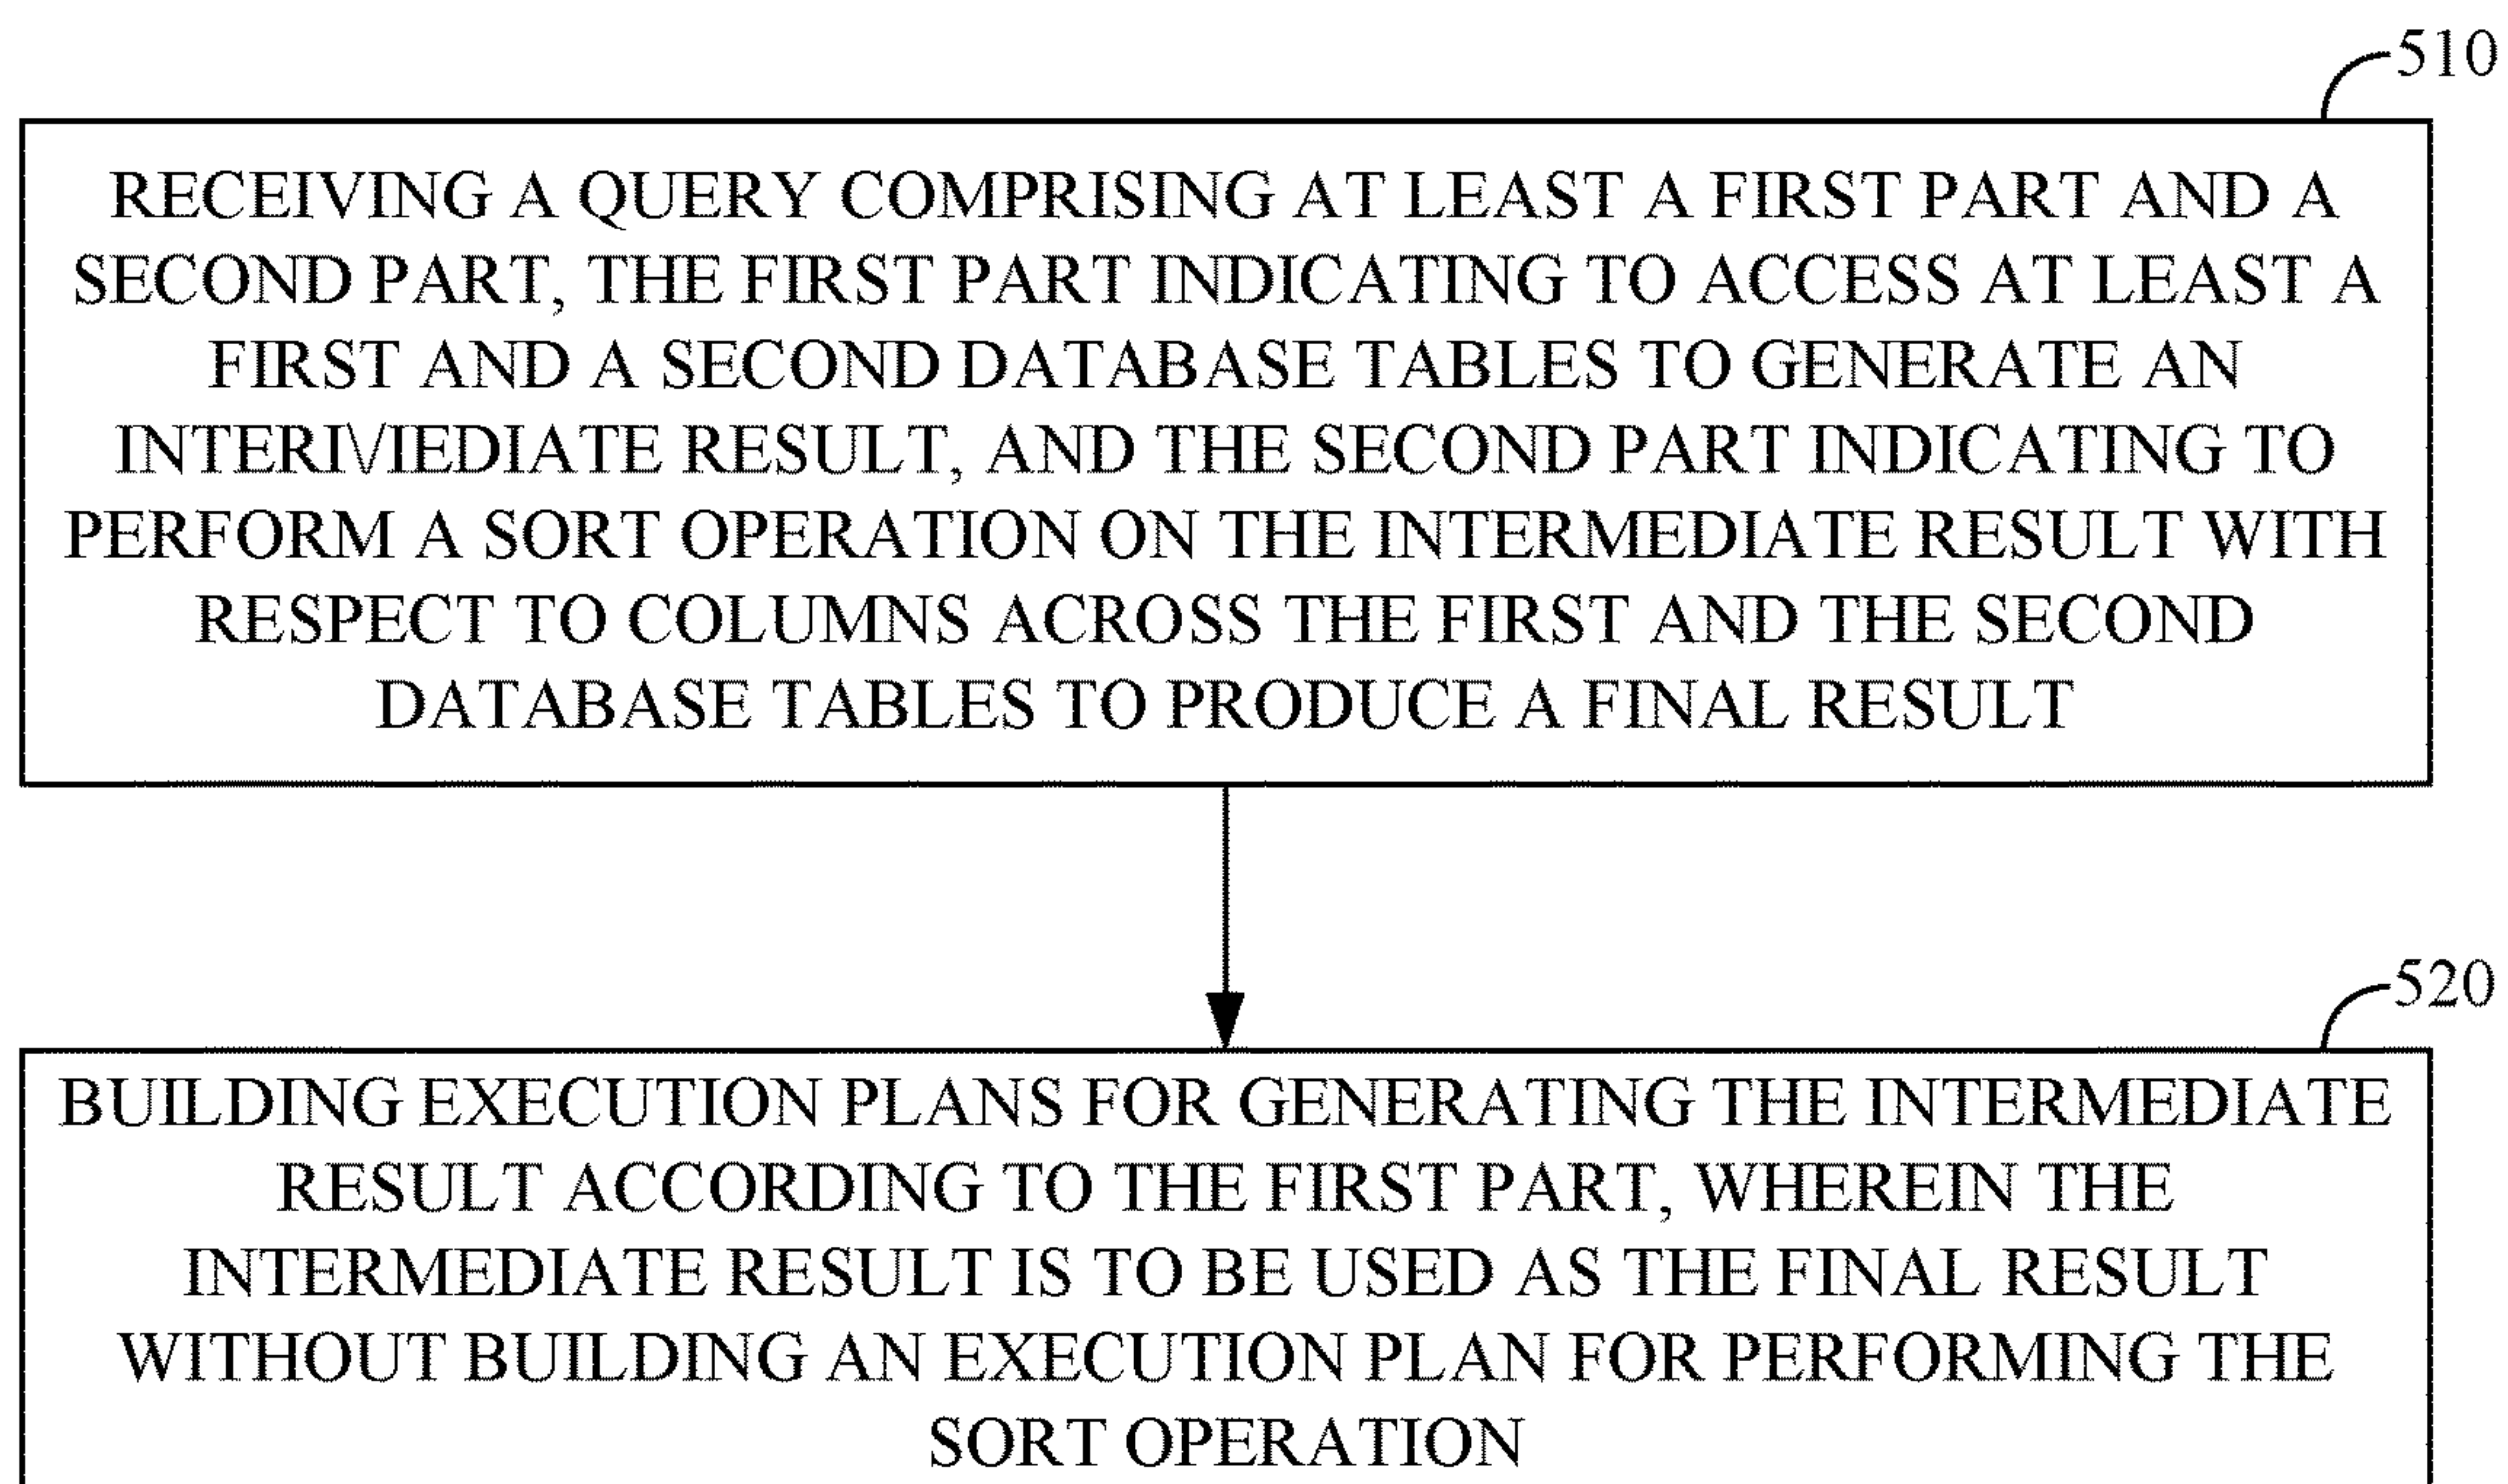 510
RECEIVING A QUERY COMPRISING AT LEAST A FIRST PART AND A
SECOND PART, THE FIRST PART INDICATING TO ACCESS AT LEAST A
FIRST AND A SECOND DATABASE TABLES TO GENERATE AN
INTERMEDIATE RESULT, AND THE SECOND PART INDICATING TO
PERFORM A SORT OPERATION ON THE INTERMEDIATE RESULT WITH
RESPECT TO COLUMNS ACROSS THE FIRST AND THE SECOND
DATABASE TABLES TO PRODUCE A FINAL RESULT
520
BUILDING EXECUTION PLANS FOR GENERATING THE INTERMEDIATE
RESULT ACCORDING TO THE FIRST PART, WHEREIN THE
INTERMEDIATE RESULT IS TO BE USED AS THE FINAL RESULT
WITHOUT BUILDING AN EXECUTION PLAN FOR PERFORMING THE
SORT OPERATION